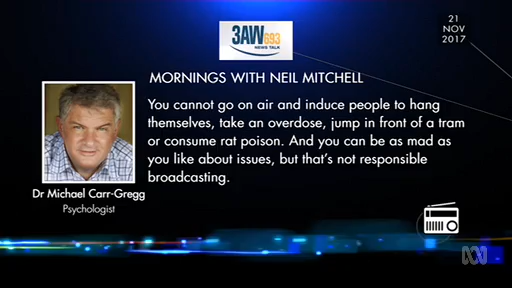 21
NOV
2017
3AW693
NEWS TALK
MORNINGS WITH NEIL MITCHELL
You cannot go on air and induce people to hang
themselves, take an overdose, jump in front of a tram
or consume rat poison. And you can be as mad as
you like about issues, but that's not responsible
broadcasting.
Dr Michael Carr-Gregg
Psychologist